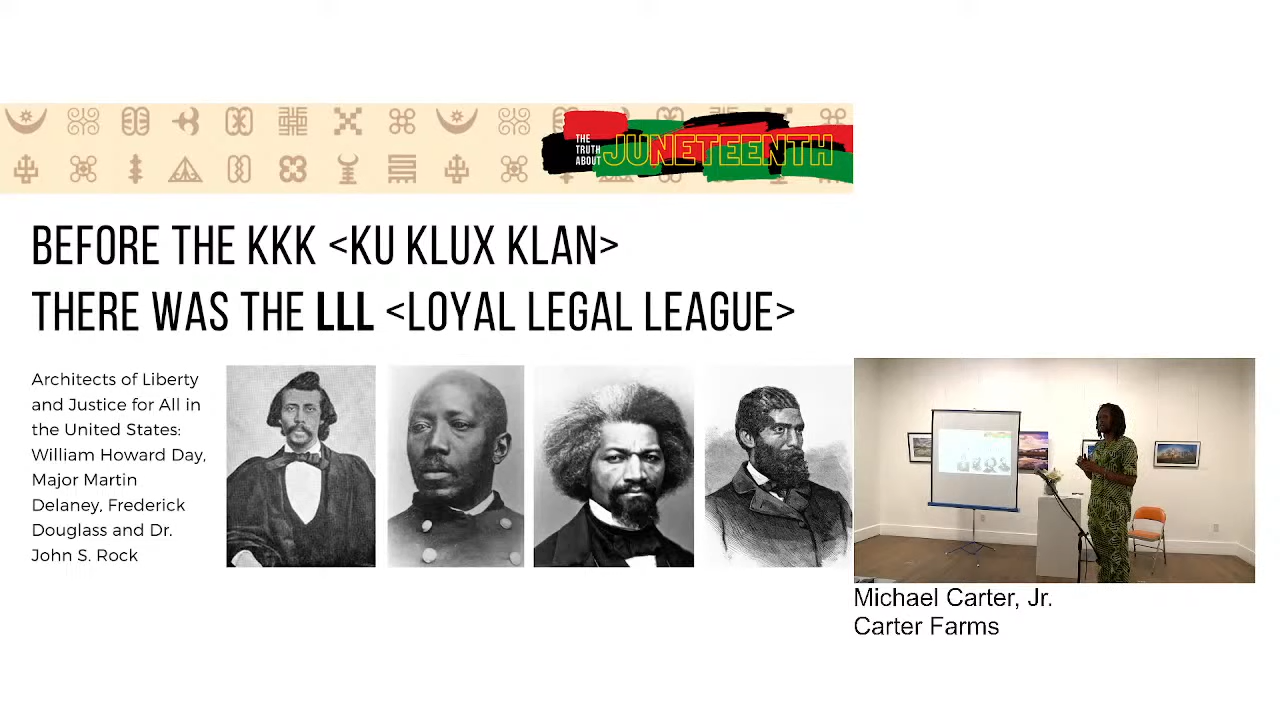 THE
TRUTH
ABOUT
JUNETEENTH
BEFORE THE KKK <KU KLUX KLAN>
THERE WAS THE LLL <LOYAL LEGAL LEAGUE>
Architects of Liberty
and Justice for All in
the United States:
William Howard Day,
Major Martin
Delaney, Frederick
Douglass and Dr.
John S. Rock
Michael Carter, Jr.
Carter Farms